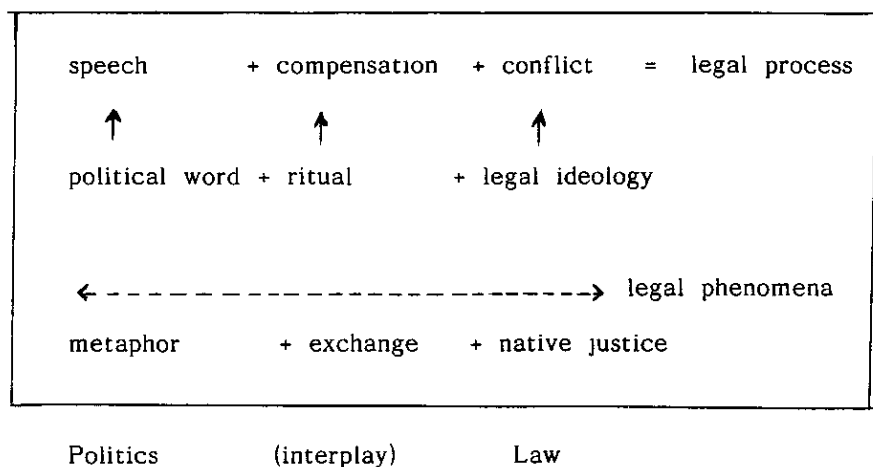 speech + compensation + conflict = legal process
political word + ritual + legal ideology
legal phenomena
metaphor + exchange + native justice
Politics (interplay) Law